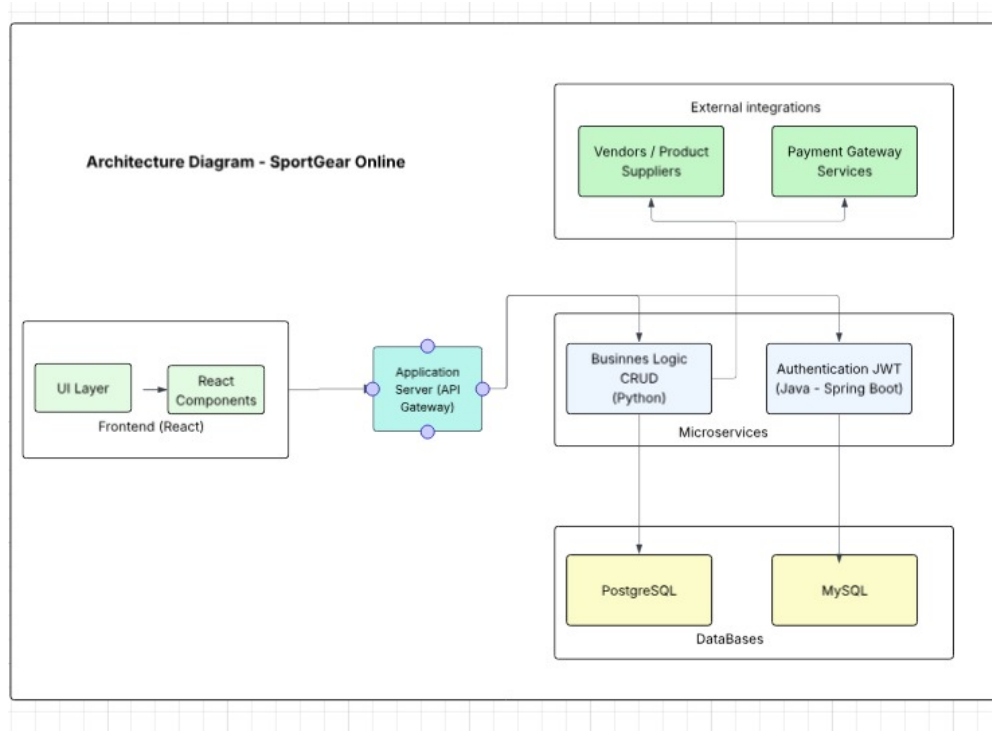 External integrations
Vendors / Product
Suppliers
Payment Gateway
Services
Architecture Diagram - SportGear Online
UI Layer
React
Components
Frontend (React)
Application
Server (API
Gateway)
Businnes Logic
CRUD
(Python)
Authentication JWT
(Java - Spring Boot)
Microservices
PostgreSQL
MySQL
DataBases